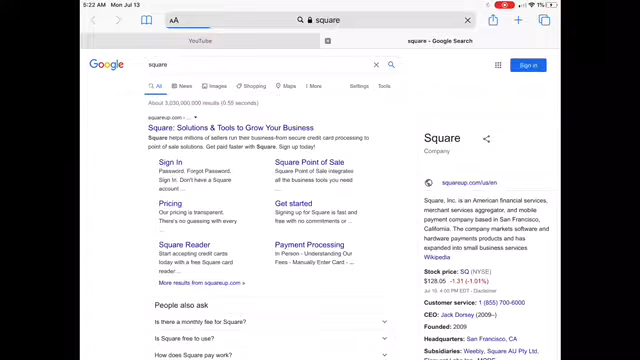 5:22 AM Mon Jul 13
1%
AA
square
YouTube
square - Google Search
Google
square
Sign in
All
News
Images
Shopping
Maps
More
Settings
Tools
About 3,030,000,000 results (0.55 seconds)
squareup.com › ...
Square: Solutions & Tools to Grow Your Business
Square helps millions of sellers run their business-from secure credit card processing to
point of sale solutions. Get paid faster with Square. Sign up today!
Sign In
Password. Forgot Password.
Sign In. Don't have a Square
account ...
Square Point of Sale
Square Point of Sale integrates
all the business tools you need
...
Pricing
Our pricing is transparent.
There's no guessing with every
...
Get started
Signing up for Square is fast and
free with no commitments or ...
Square Reader
Start accepting credit cards
today with a free Square card
reader....
Payment Processing
In Person - Understanding Our
Fees - Manually Enter Card - ...
More results from squareup.com »
People also ask
Is there a monthly fee for Square?
Is Square free to use?
How does Square pay work?
Square
Company
squareup.com/us/en
Square, Inc. is an American financial services,
merchant services aggregator, and mobile
payment company based in San Francisco,
California. The company markets software and
hardware payments products and has
expanded into small business services
Wikipedia
Stock price: SQ (NYSE)
$128.05 -1.31 (-1.01%)
4:05 PM EDT - Disclaimer
Customer service: 1 (855) 700-6000
CEO: Jack Dorsey (2009–)
Founded: 2009
Headquarters: San Francisco, CA
Subsidiaries: Weebly, Square AU Pty Ltd,